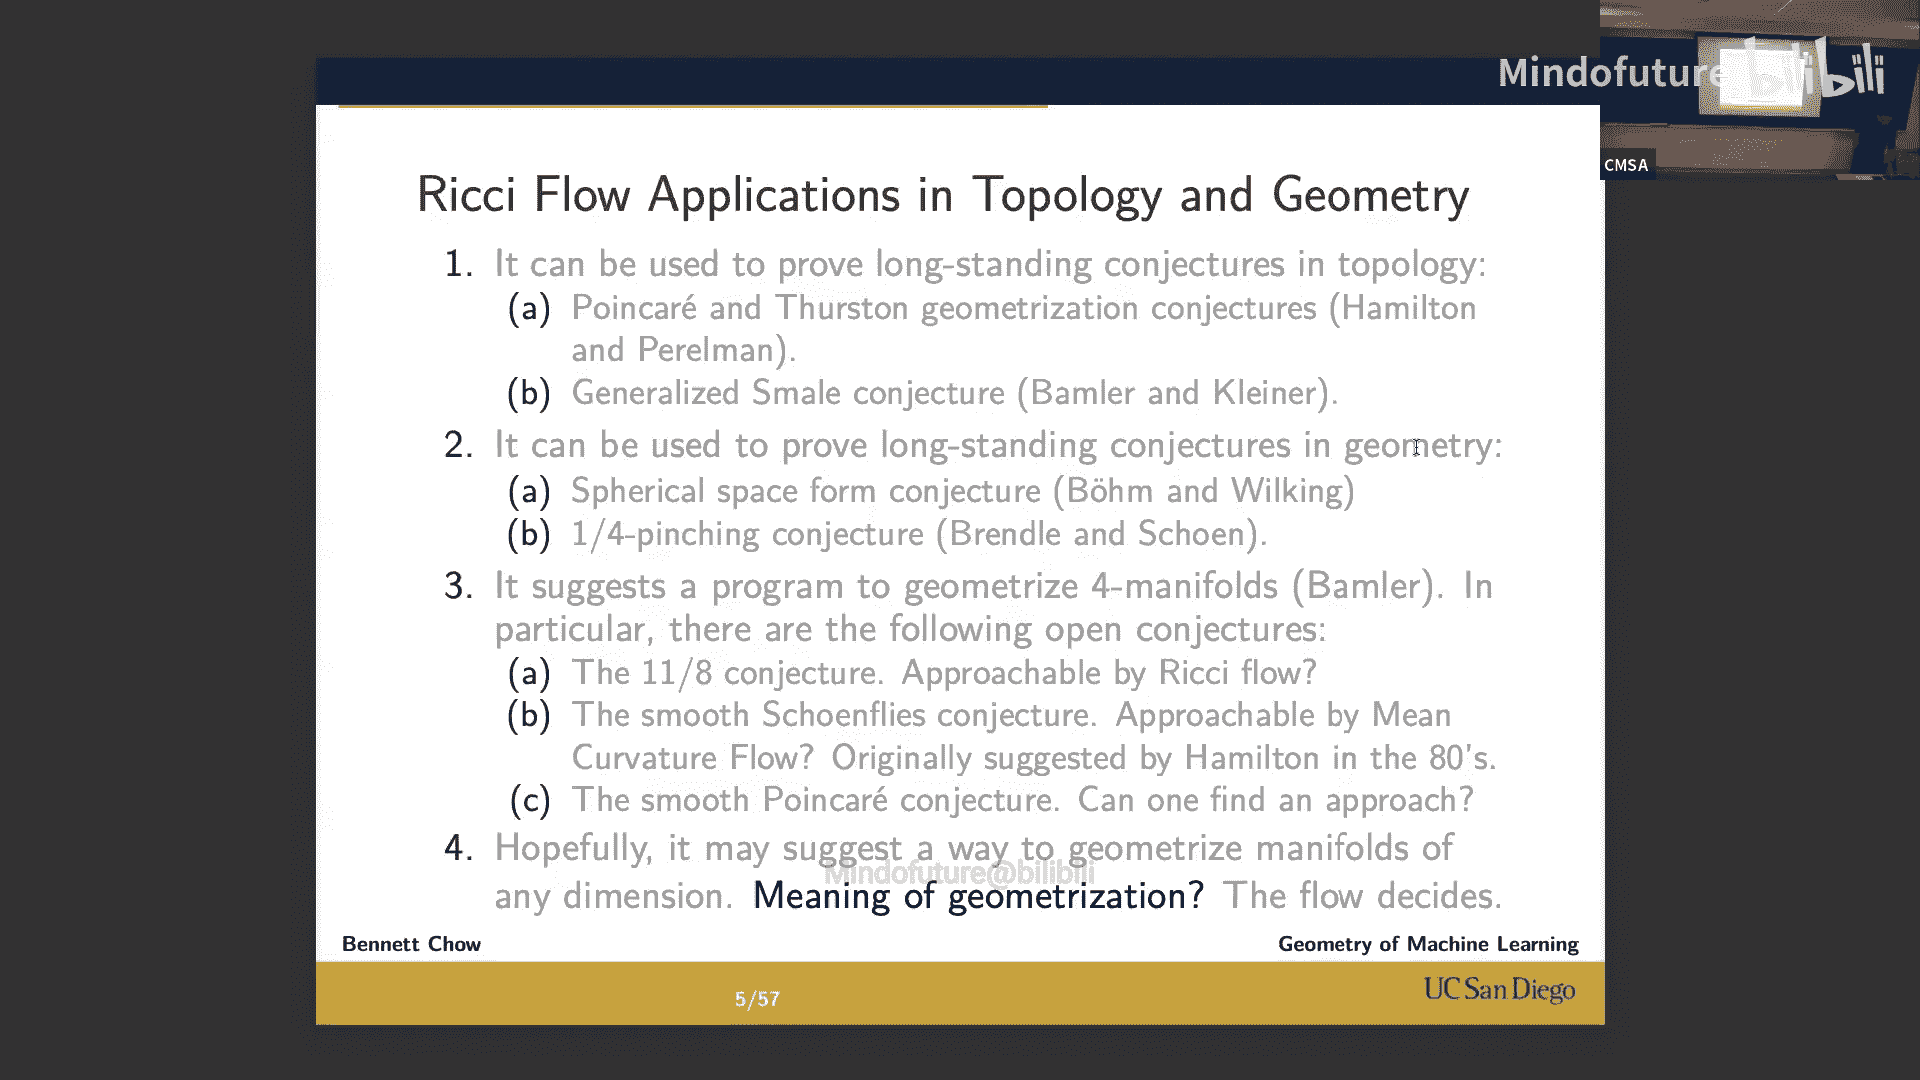 Mindofuture
bilibili
CMSA
Ricci Flow Applications in Topology and Geometry
1. It can be used to prove long-standing conjectures in topology:
(a) Poincaré and Thurston geometrization conjectures (Hamilton
and Perelman).
(b) Generalized Smale conjecture (Bamler and Kleiner).
2. It can be used to prove long-standing conjectures in geometry:
(a) Spherical space form conjecture (Böhm and Wilking)
(b) 1/4-pinching conjecture (Brendle and Schoen).
3. It suggests a program to geometrize 4-manifolds (Bamler). In
particular, there are the following open conjectures:
(a) The 11/8 conjecture. Approachable by Ricci flow?
(b) The smooth Schoenflies conjecture. Approachable by Mean
Curvature Flow? Originally suggested by Hamilton in the 80's.
(c) The smooth Poincaré conjecture. Can one find an approach?
4. Hopefully, it may suggest a way to geometrize manifolds of
Mindofuture@bilibili
any dimension. Meaning of geometrization? The flow decides.
Bennett Chow
Geometry of Machine Learning
5/57
UC San Diego